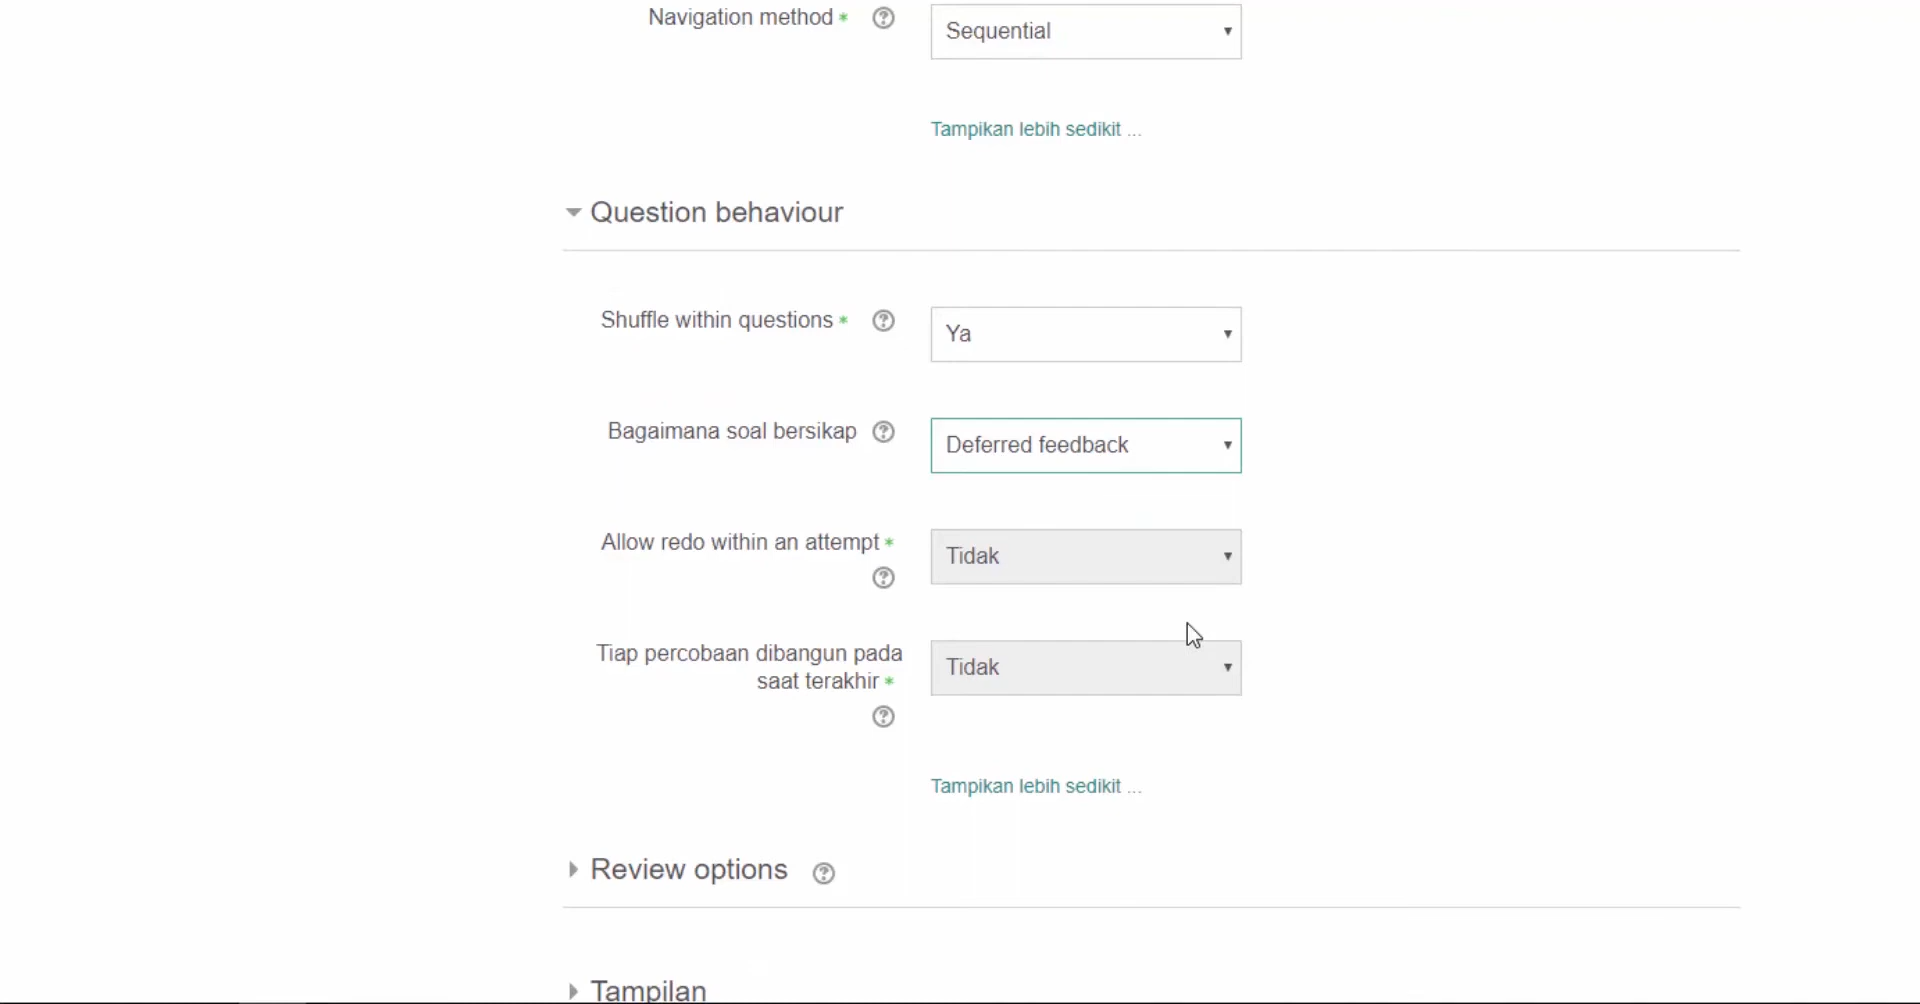 Navigation method * Sequential
Tampikan lebih sedikit ...
Question behaviour
Shuffle within questions * Ya
Bagaimana soal bersikap Deferred feedback
Allow redo within an attempt * Tidak
Tiap percobaan dibangun pada
saat terakhir * Tidak
Tampikan lebih sedikit ...
Review options
Tampilan